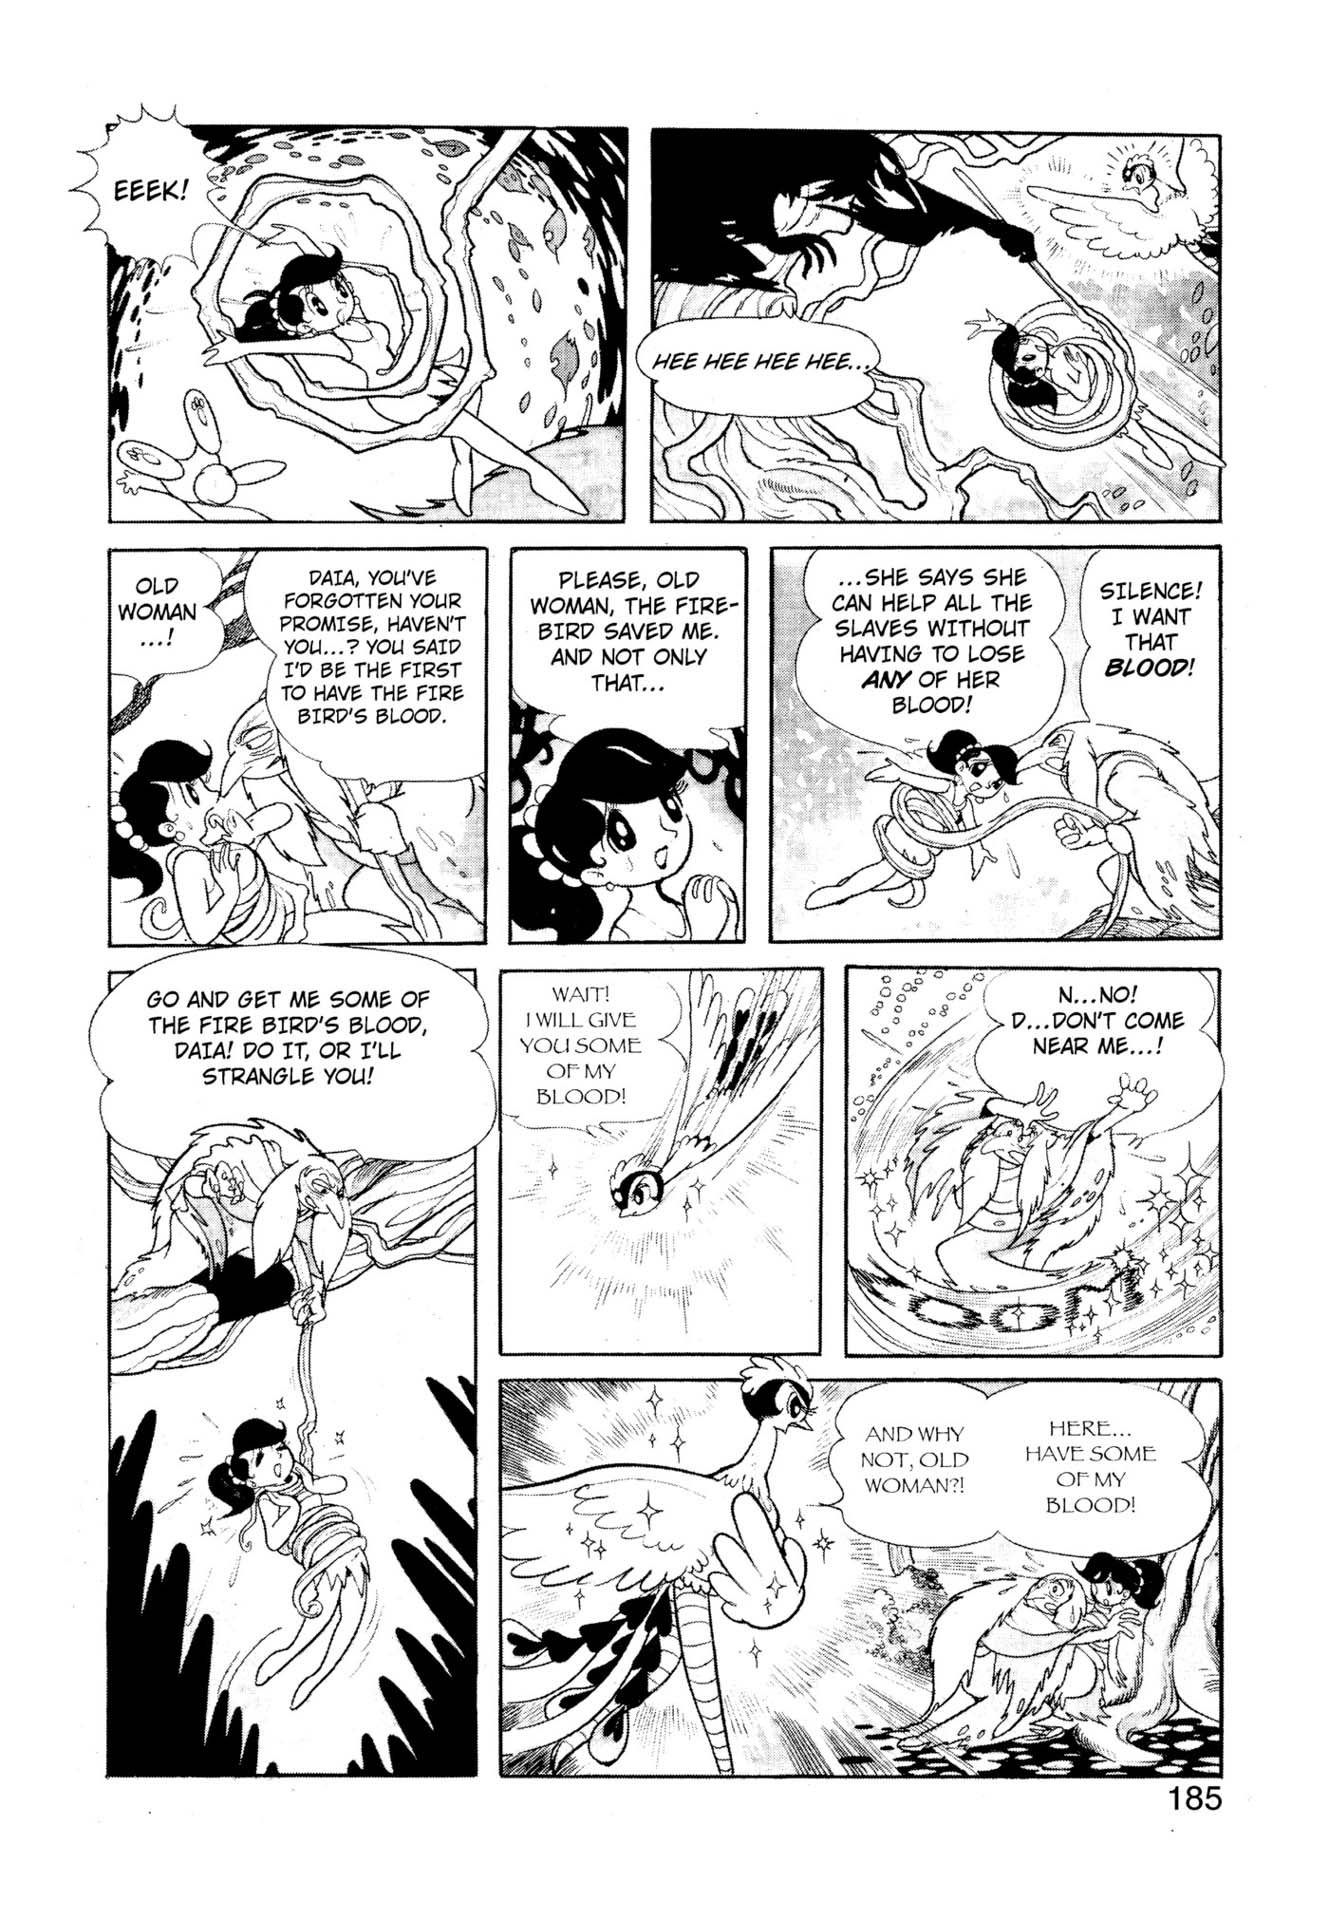 EEEK!
HEE HEE HEE HEE...
OLD
WOMAN
...!
DAIA, YOU'VE
FORGOTTEN YOUR
PROMISE, HAVEN'T
YOU...? YOU SAID
I'D BE THE FIRST
TO HAVE THE FIRE
BIRD'S BLOOD.
PLEASE, OLD
WOMAN, THE FIRE-
BIRD SAVED ME.
AND NOT ONLY
THAT...
...SHE SAYS SHE
CAN HELP ALL THE
SLAVES WITHOUT
HAVING TO LOSE
ANY OF HER
BLOOD!
SILENCE!
I WANT
THAT
BLOOD!
GO AND GET ME SOME OF
THE FIRE BIRD'S BLOOD,
DAIA! DO IT, OR I'LL
STRANGLE YOU!
WAIT!
I WILL GIVE
YOU SOME
OF MY
BLOOD!
N...NO!
D...DON'T COME
NEAR ME...!
ZOOM
AND WHY
NOT, OLD
WOMAN?!
HERE...
HAVE SOME
OF MY
BLOOD!
185